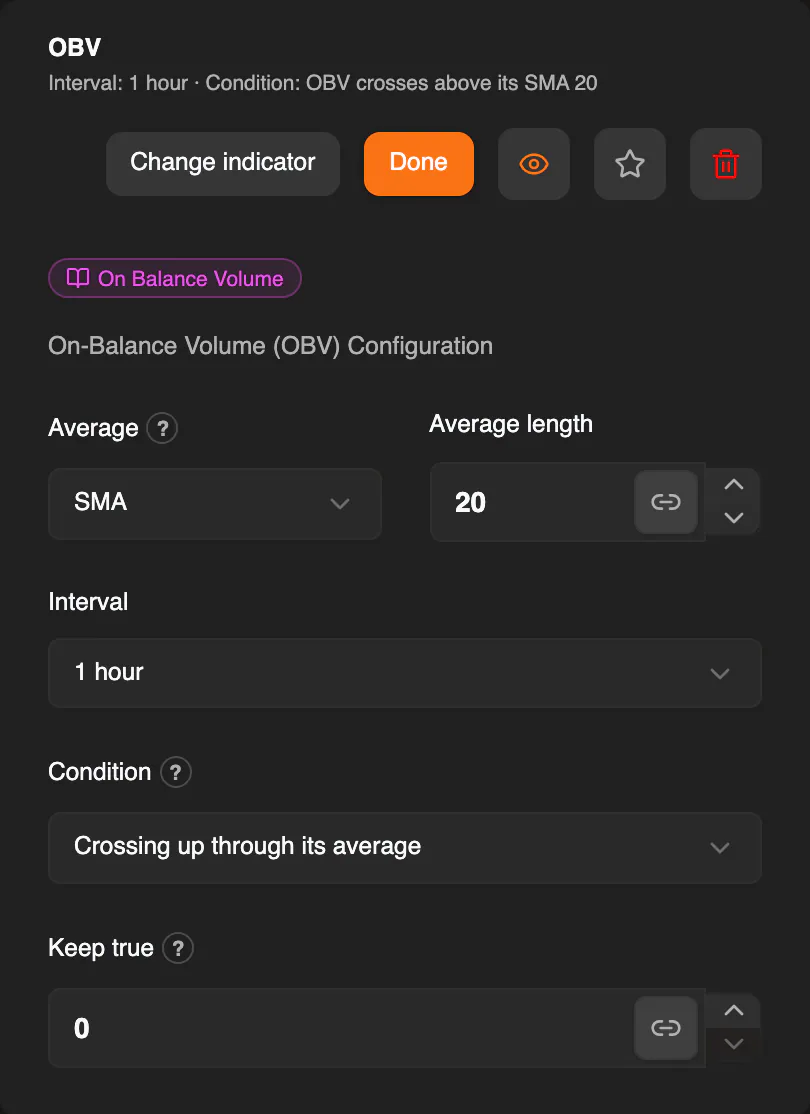 OBV
Interval: 1 hour · Condition: OBV crosses above its SMA 20
Change indicator
Done
On Balance Volume
On-Balance Volume (OBV) Configuration
Average ?
Average length
SMA
20
Interval
1 hour
Condition ?
Crossing up through its average
Keep true ?
0